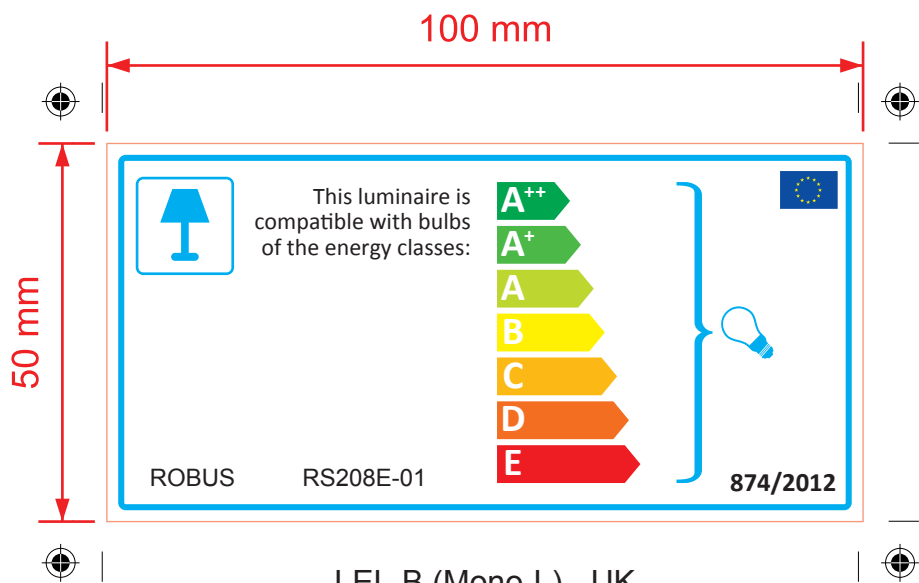 100 mm
50 mm
This luminaire is
compatible with bulbs
of the energy classes:
A++
A+
A
B
C
D
E
ROBUS RS208E-01
874/2012